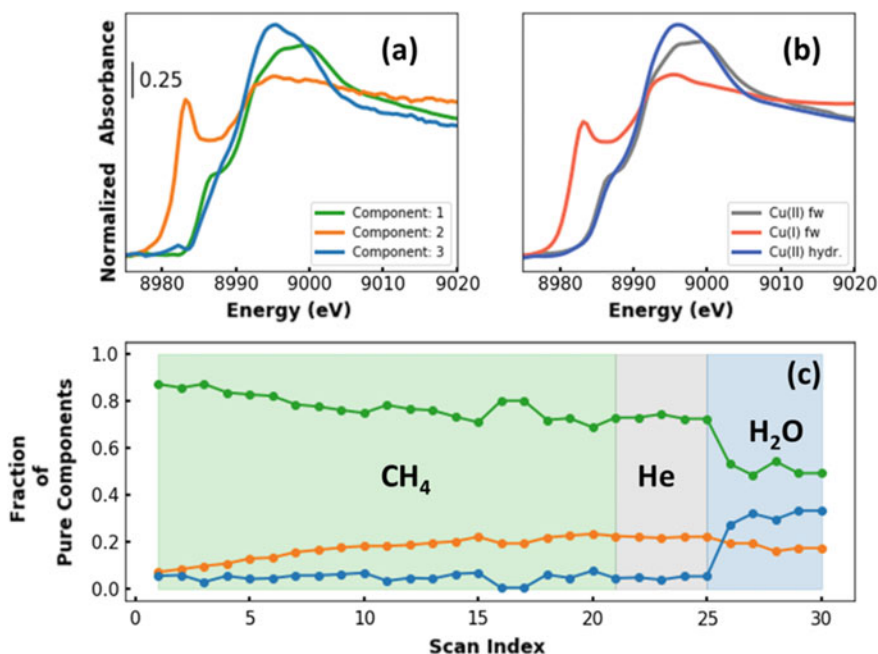 (a)
0.25
Normalized Absorbance
Component: 1
Component: 2
Component: 3
8980 8990 9000 9010 9020
Energy (eV)
(b)
Cu(II) fw
Cu(I) fw
Cu(II) hydr.
8980 8990 9000 9010 9020
Energy (eV)
(c)
Fraction
of
Pure Components
1.0
0.8
0.6
0.4
0.2
0.0
CH₄
He
H₂O
0 5 10 15 20 25 30
Scan Index